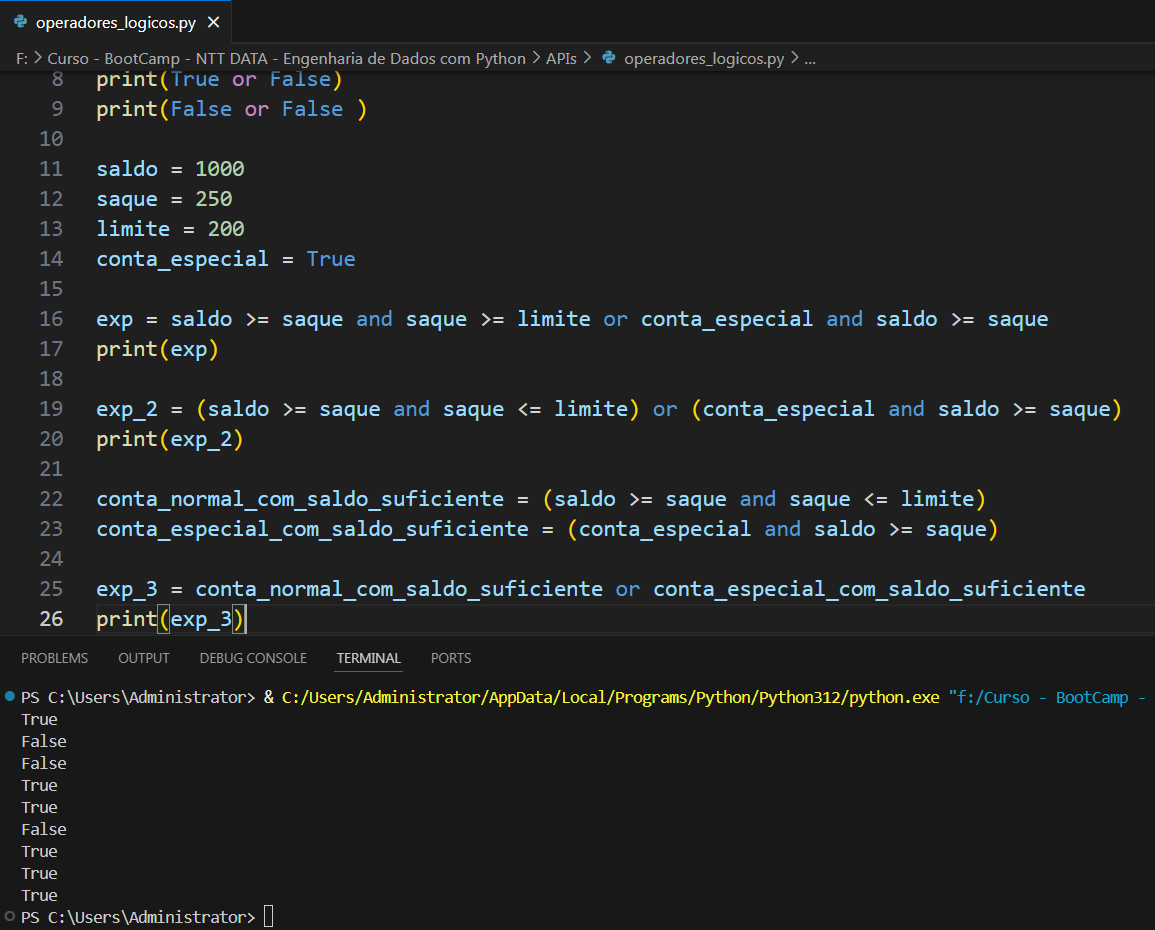 operadores_logicos.py ×
F: > Curso - BootCamp - NTT DATA - Engenharia de Dados com Python > APIs > operadores_logicos.py > ...
8 print(True or False)
9 print(False or False )
10
11 saldo = 1000
12 saque = 250
13 limite = 200
14 conta_especial = True
15
16 exp = saldo >= saque and saque >= limite or conta_especial and saldo >= saque
17 print(exp)
18
19 exp_2 = (saldo >= saque and saque <= limite) or (conta_especial and saldo >= saque)
20 print(exp_2)
21
22 conta_normal_com_saldo_suficiente = (saldo >= saque and saque <= limite)
23 conta_especial_com_saldo_suficiente = (conta_especial and saldo >= saque)
24
25 exp_3 = conta_normal_com_saldo_suficiente or conta_especial_com_saldo_suficiente
26 print(exp_3)
PROBLEMS OUTPUT DEBUG CONSOLE TERMINAL PORTS
PS C:\Users\Administrator> & C:/Users/Administrator/AppData/Local/Programs/Python/Python312/python.exe "f:/Curso - BootCamp -
True
False
False
True
True
False
True
True
True
PS C:\Users\Administrator>